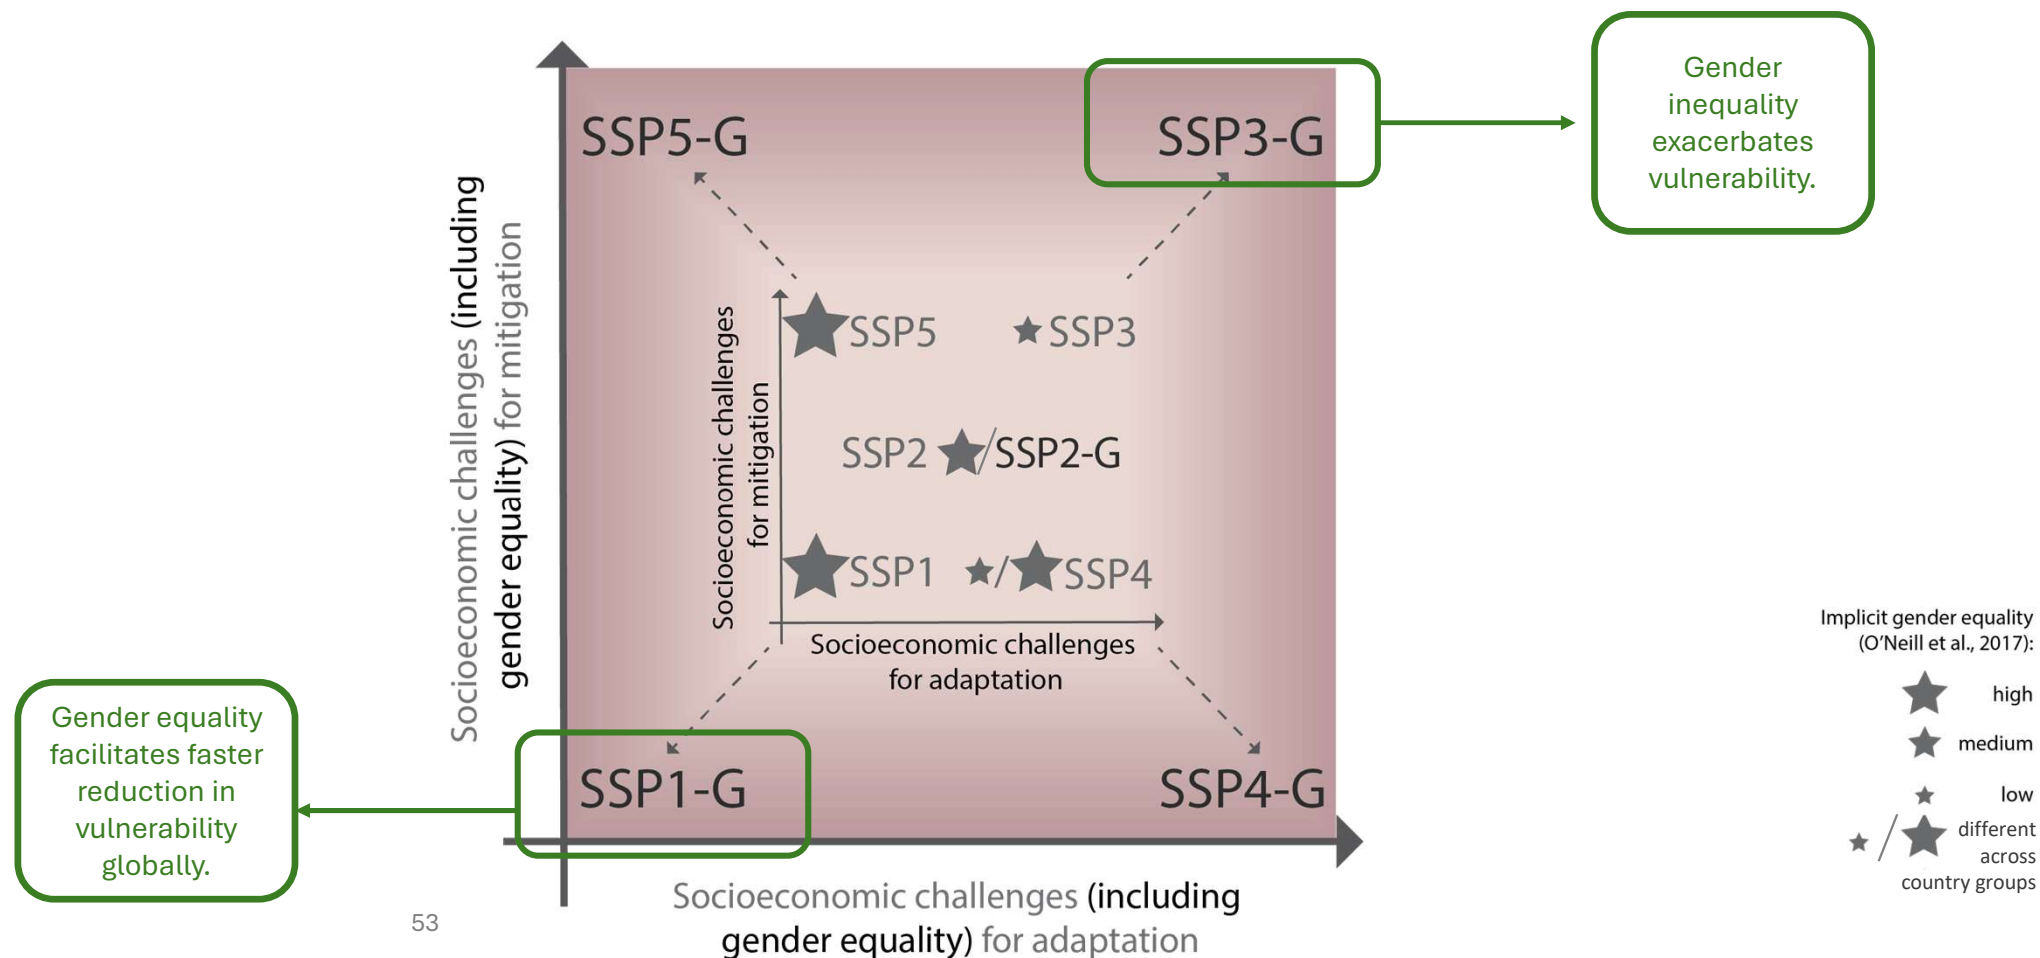 Gender
inequality
exacerbates
vulnerability.
SSP5-G
SSP3-G
Socioeconomic challenges (including
gender equality) for mitigation
Socioeconomic challenges
for mitigation
SSP5
SSP3
SSP2 / SSP2-G
SSP1
/ SSP4
Socioeconomic challenges
for adaptation
Gender equality
facilitates faster
reduction in
vulnerability
globally.
SSP1-G
SSP4-G
Socioeconomic challenges (including
gender equality) for adaptation
53
Implicit gender equality
(O'Neill et al., 2017):
high
medium
low
/ different
across
country groups